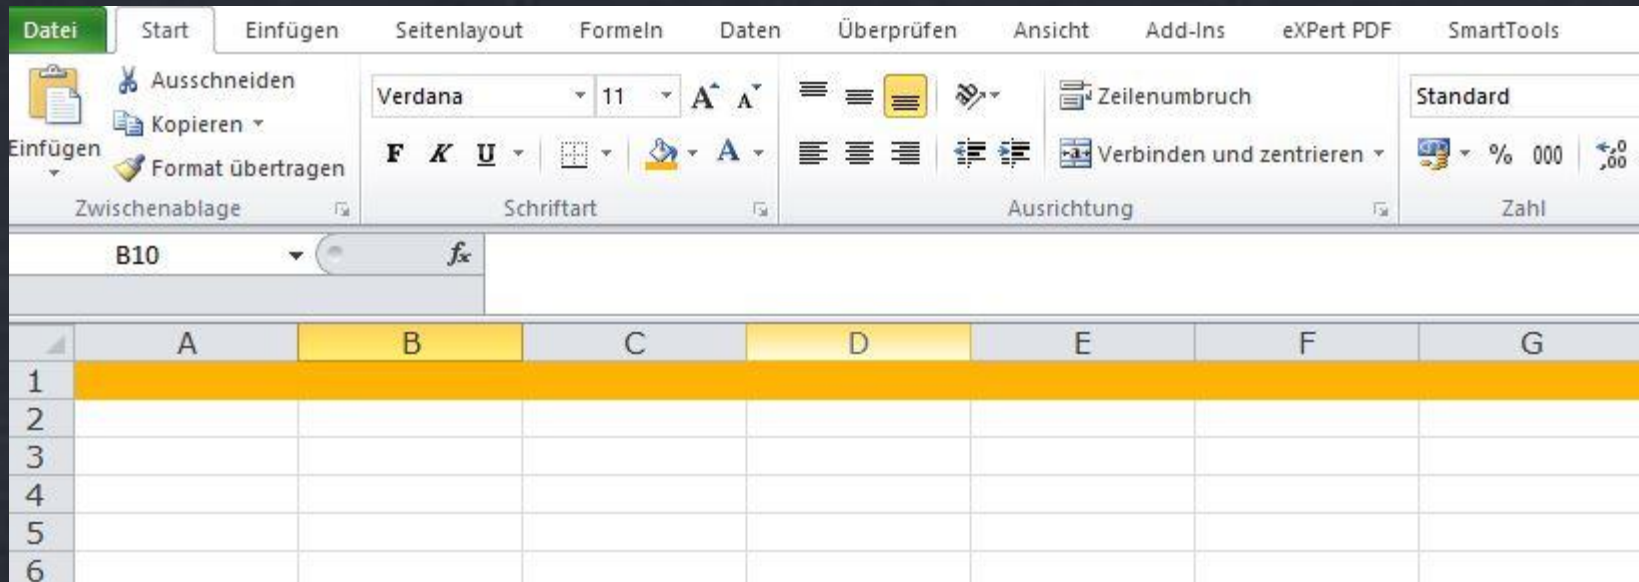 Datei Start Einfügen Seitenlayout Formeln Daten Überprüfen Ansicht Add-Ins eXPert PDF SmartTools
Ausschneiden
Kopieren
Format übertragen
Einfügen
Zwischenablage
Verdana 11 A A
F K U A
Schriftart
Zeilenumbruch
Verbinden und zentrieren
Ausrichtung
Standard
% 000 ,0 ,00
Zahl
B10 fx
A B C D E F G
1
2
3
4
5
6